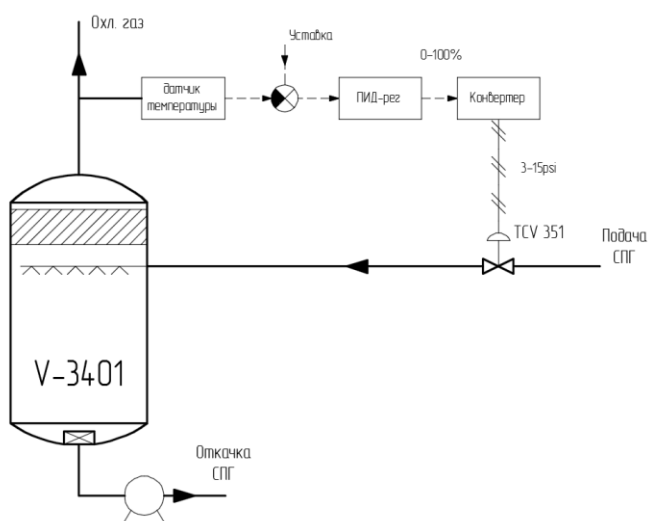 Охл. газ
Уставка
0-100%
датчик
температуры
ПИД-рег
Конвертер
3-15psi
TCV 351
Подача
СПГ
V-3401
Откачка
СПГ